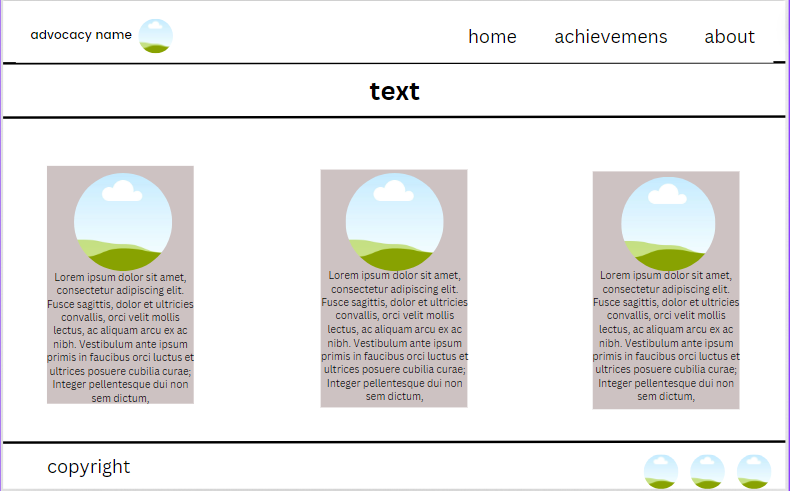 advocacy name
home achievemens about
text
Lorem ipsum dolor sit amet,
consectetur adipiscing elit.
Fusce sagittis, dolor et ultricies
convallis, orci velit mollis
lectus, ac aliquam arcu ex ac
nibh. Vestibulum ante ipsum
primis in faucibus orci luctus et
ultrices posuere cubilia curae;
Integer pellentesque dui non
sem dictum,
Lorem ipsum dolor sit amet,
consectetur adipiscing elit.
Fusce sagittis, dolor et ultricies
convallis, orci velit mollis
lectus, ac aliquam arcu ex ac
nibh. Vestibulum ante ipsum
primis in faucibus orci luctus et
ultrices posuere cubilia curae;
Integer pellentesque dui non
sem dictum,
Lorem ipsum dolor sit amet,
consectetur adipiscing elit.
Fusce sagittis, dolor et ultricies
convallis, orci velit mollis
lectus, ac aliquam arcu ex ac
nibh. Vestibulum ante ipsum
primis in faucibus orci luctus et
ultrices posuere cubilia curae;
Integer pellentesque dui non
sem dictum,
copyright